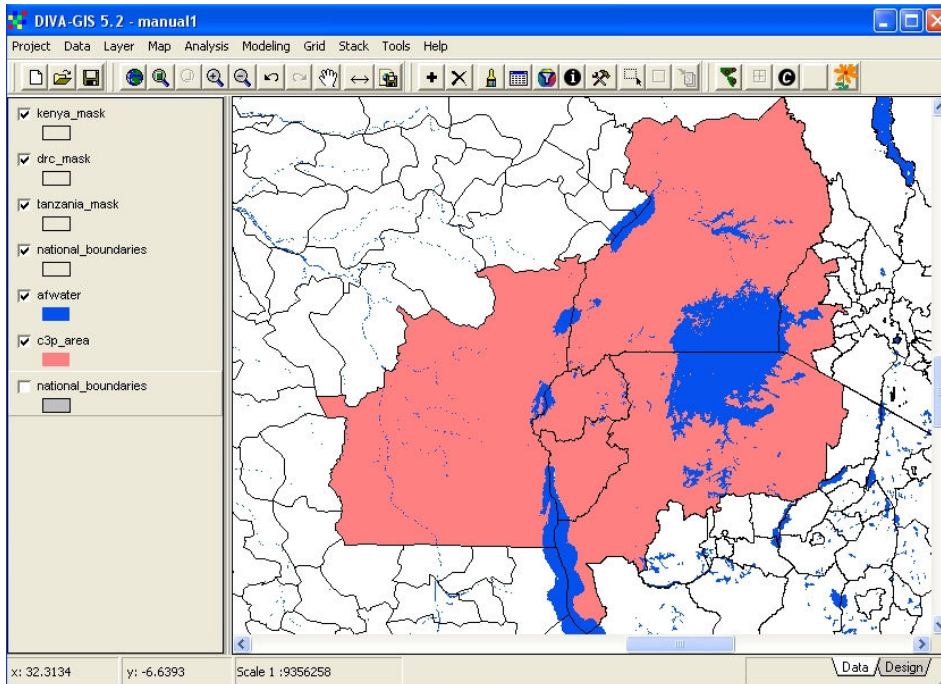 DIVA-GIS 5.2 - manual1
Project Data Layer Map Analysis Modeling Grid Stack Tools Help
kenya_mask
drc_mask
tanzania_mask
national_boundaries
afwater
c3p_area
national_boundaries
x: 32.3134 y: -6.6393 Scale 1 :9356258 Data Design